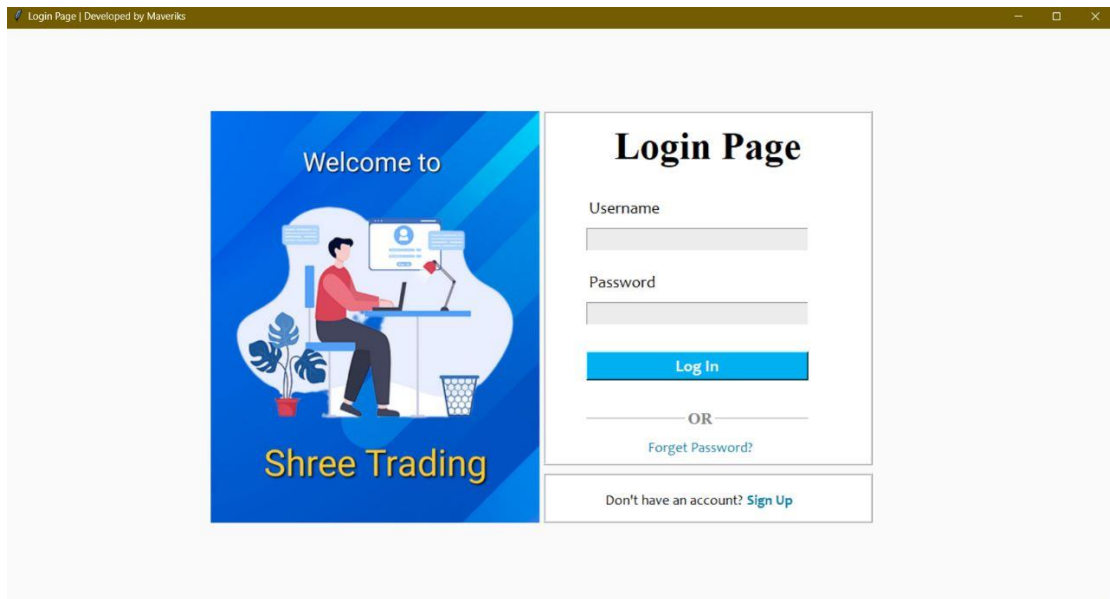 Login Page | Developed by Maveriks
Welcome to
Shree Trading
Login Page
Username
Password
Log In
OR
Forget Password?
Don't have an account? Sign Up